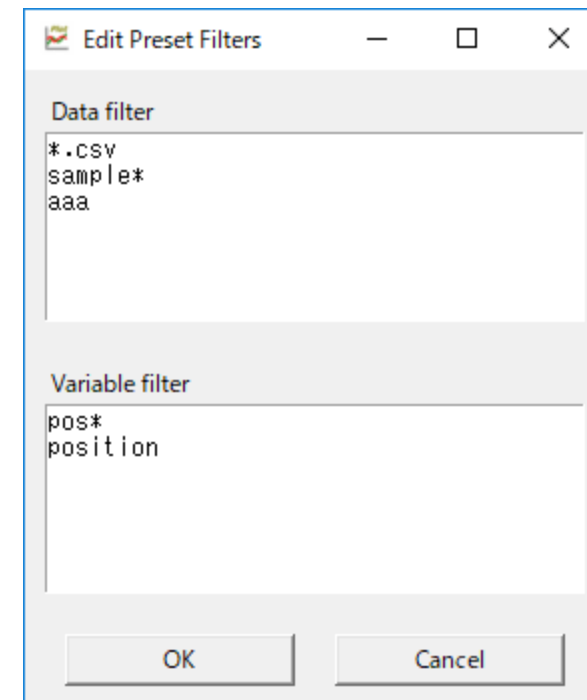 Edit Preset Filters
Data filter
*.csv
sample*
aaa
Variable filter
pos*
position
OK
Cancel